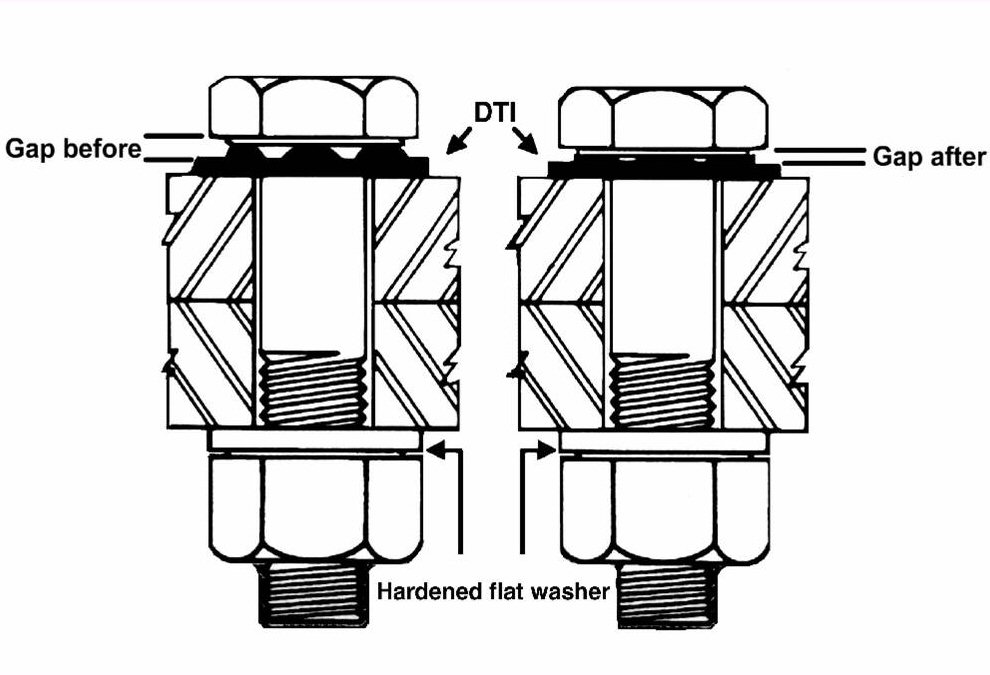 DTI
Gap before
Gap after
Hardened flat washer